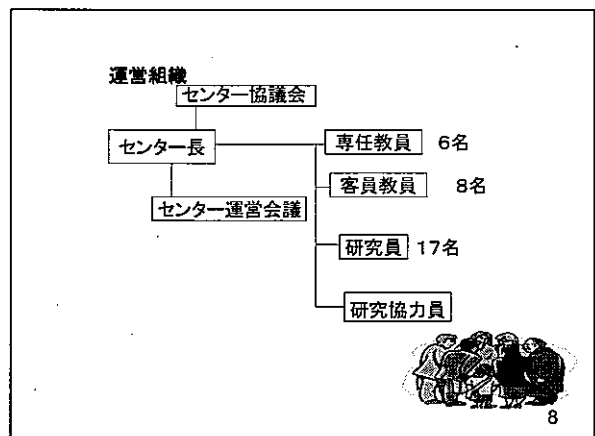 運営組織
センター協議会
センター長
専任教員 6名
客員教員 8名
センター運営会議
研究員 17名
研究協力員
8